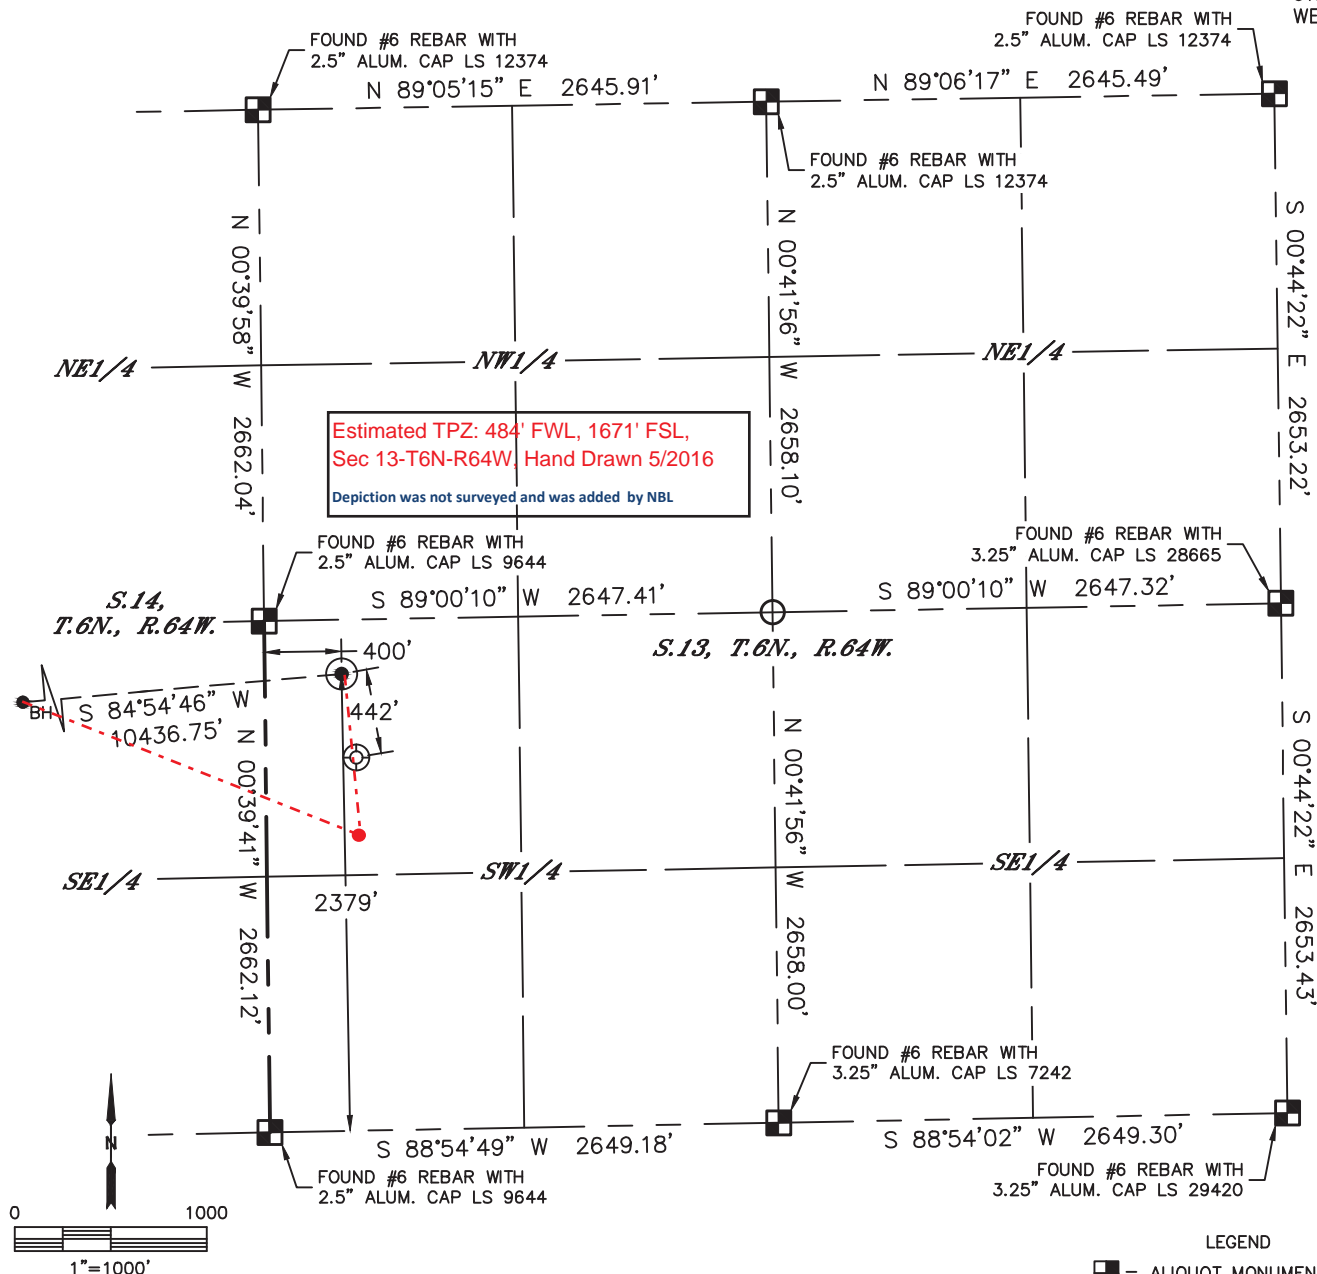 WE
FOUND #6 REBAR WITH
2.5" ALUM. CAP LS 12374
FOUND #6 REBAR WITH
2.5" ALUM. CAP LS 12374
N 89°05'15" E 2645.91'
N 89°06'17" E 2645.49'
FOUND #6 REBAR WITH
2.5" ALUM. CAP LS 12374
N 00°39'58" W 2662.04'
N 00°41'56" W 2658.10'
S 00°44'22" E 2653.22'
NE1/4
NW1/4
NE1/4
Estimated TPZ: 484' FWL, 1671' FSL,
Sec 13-T6N-R64W, Hand Drawn 5/2016
Depiction was not surveyed and was added by NBL
FOUND #6 REBAR WITH
2.5" ALUM. CAP LS 9644
FOUND #6 REBAR WITH
3.25" ALUM. CAP LS 28665
S.14,
T.6N., R.64W.
S 89°00'10" W 2647.41'
S 89°00'10" W 2647.32'
S.13, T.6N., R.64W.
400'
BH
S 84°54'46" W
10436.75'
442'
N 00°39'41" W 2662.12'
N 00°41'56" W 2658.00'
S 00°44'22" E 2653.43'
SE1/4
SW1/4
SE1/4
2379'
FOUND #6 REBAR WITH
3.25" ALUM. CAP LS 7242
N
S 88°54'49" W 2649.18'
S 88°54'02" W 2649.30'
FOUND #6 REBAR WITH
2.5" ALUM. CAP LS 9644
FOUND #6 REBAR WITH
3.25" ALUM. CAP LS 29420
0 1000
1"=1000'
LEGEND
= ALIQUOT MONUMEN